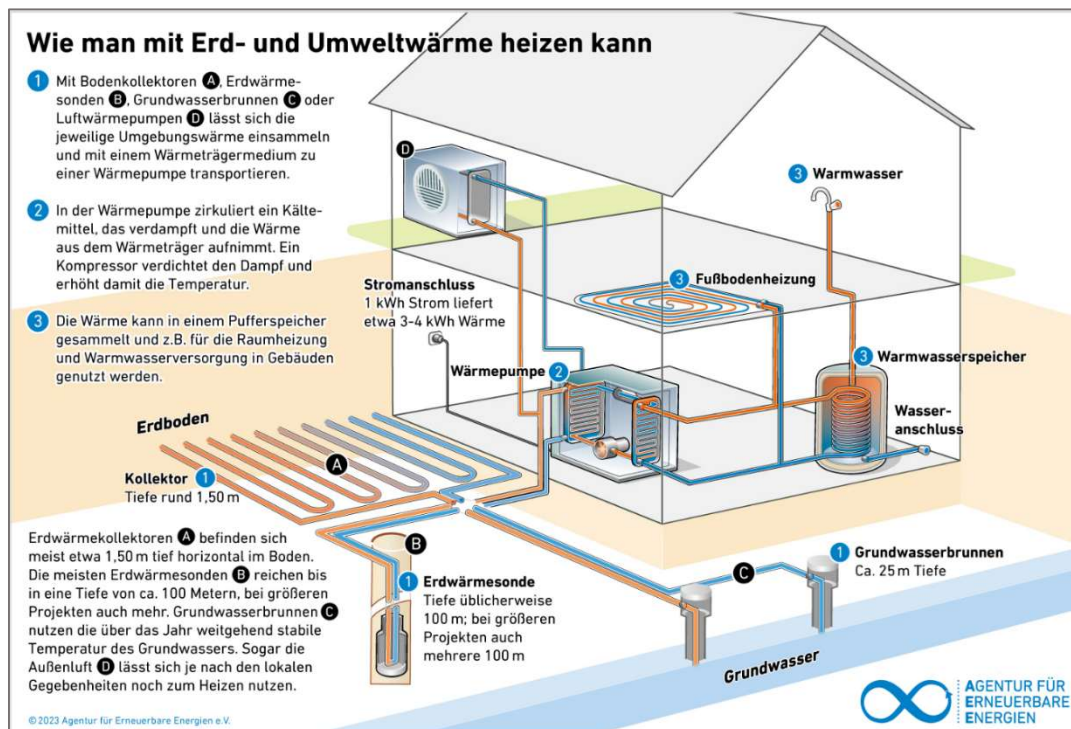 Wie man mit Erd- und Umweltwärme heizen kann
1 Mit Bodenkollektoren A, Erdwärme-
sonden B, Grundwasserbrunnen C oder
Luftwärmepumpen D lässt sich die
jeweilige Umgebungswärme einsammeln
und mit einem Wärmeträgermedium zu
einer Wärmepumpe transportieren.
2 In der Wärmepumpe zirkuliert ein Kälte-
mittel, das verdampft und die Wärme
aus dem Wärmeträger aufnimmt. Ein
Kompressor verdichtet den Dampf und
erhöht damit die Temperatur.
3 Die Wärme kann in einem Pufferspeicher
gesammelt und z.B. für die Raumheizung
und Warmwasserversorgung in Gebäuden
genutzt werden.
D
3 Warmwasser
Stromanschluss
1 kWh Strom liefert
etwa 3–4 kWh Wärme
3 Fußbodenheizung
Wärmepumpe 2
3 Warmwasserspeicher
Wasser-
anschluss
Erdboden
A
Kollektor 1
Tiefe rund 1,50 m
Erdwärmekollektoren A befinden sich
meist etwa 1,50 m tief horizontal im Boden.
Die meisten Erdwärmesonden B reichen bis
in eine Tiefe von ca. 100 Metern, bei größeren
Projekten auch mehr. Grundwasserbrunnen C
nutzen die über das Jahr weitgehend stabile
Temperatur des Grundwassers. Sogar die
Außenluft D lässt sich je nach den lokalen
Gegebenheiten noch zum Heizen nutzen.
B
1 Erdwärmesonde
Tiefe üblicherweise
100 m; bei größeren
Projekten auch
mehrere 100 m
C
1 Grundwasserbrunnen
Ca. 25 m Tiefe
Grundwasser
© 2023 Agentur für Erneuerbare Energien e.V.
AGENTUR FÜR
ERNEUERBARE
ENERGIEN